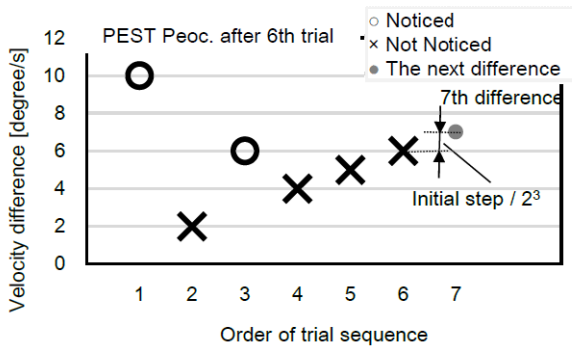 PEST Peoc. after 6th trial
Noticed
Not Noticed
The next difference
7th difference
Initial step / 2³
Velocity difference [degree/s]
12
10
8
6
4
2
0
1 2 3 4 5 6 7
Order of trial sequence